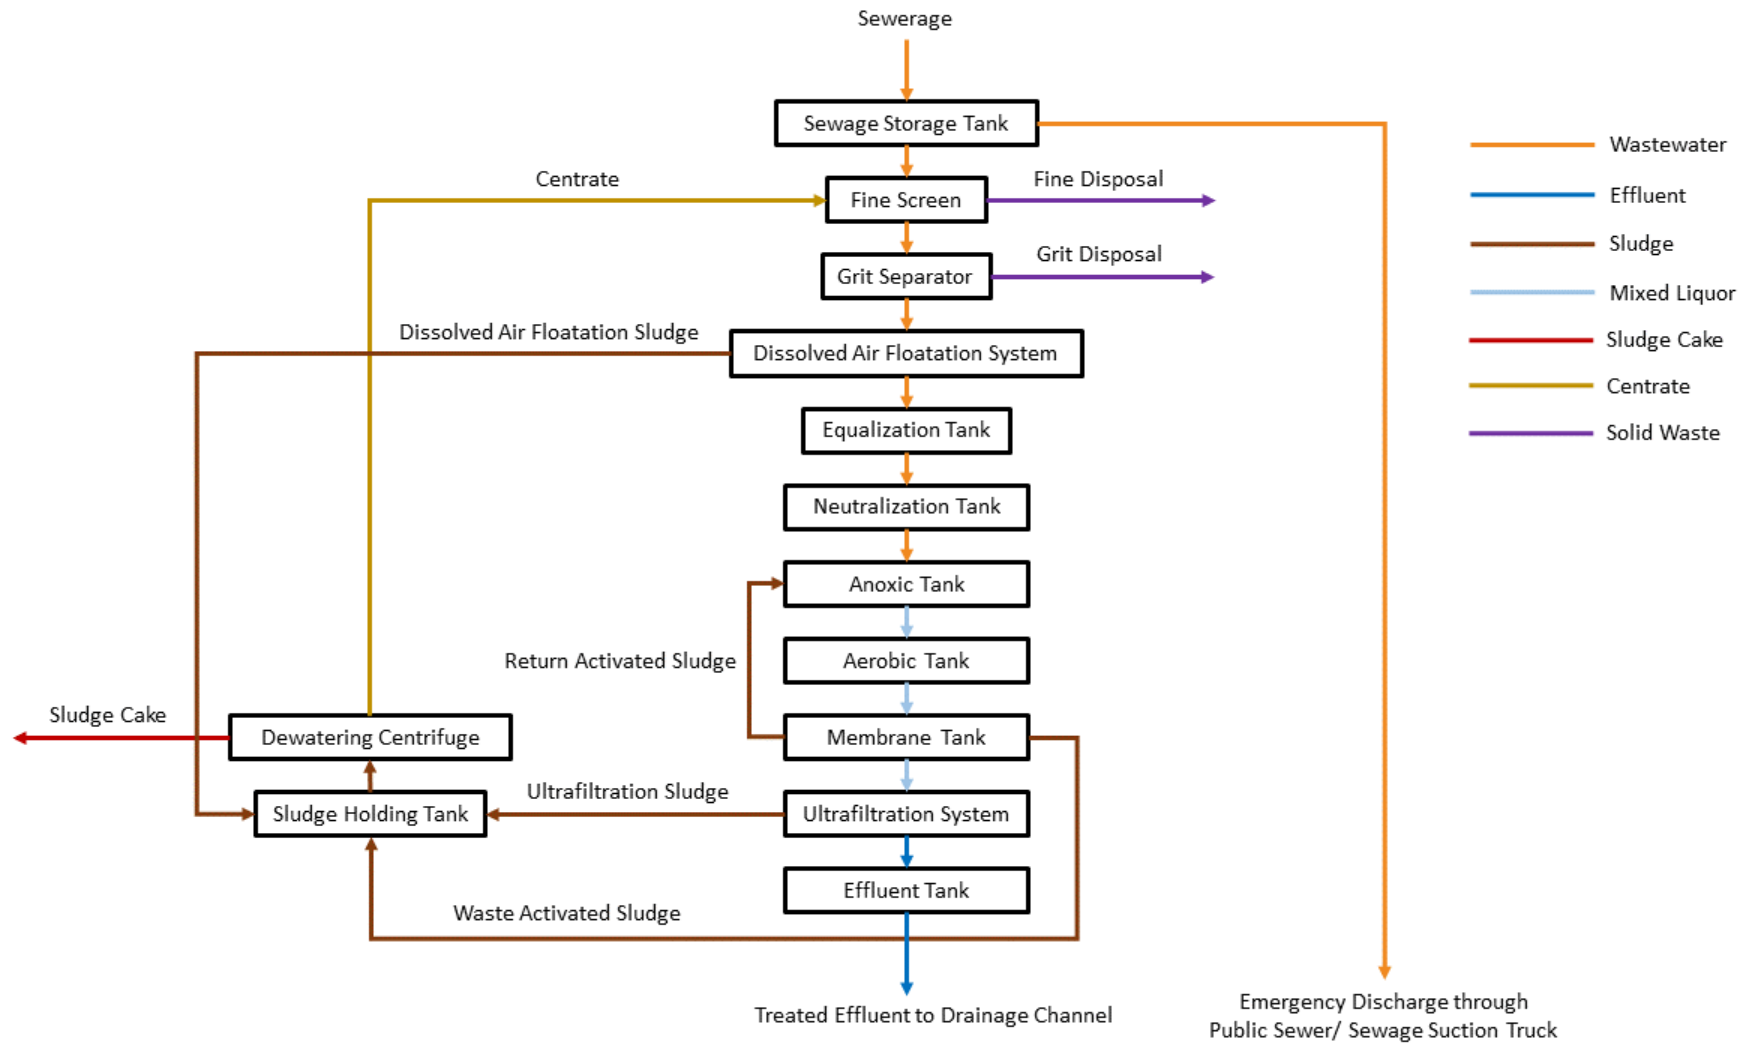 Sewerage
Sewage Storage Tank
Wastewater
Centrate
Fine Disposal
Fine Screen
Effluent
Grit Disposal
Sludge
Grit Separator
Mixed Liquor
Dissolved Air Floatation Sludge
Dissolved Air Floatation System
Sludge Cake
Centrate
Equalization Tank
Solid Waste
Neutralization Tank
Anoxic Tank
Return Activated Sludge
Aerobic Tank
Sludge Cake
Dewatering Centrifuge
Membrane Tank
Ultrafiltration Sludge
Sludge Holding Tank
Ultrafiltration System
Effluent Tank
Waste Activated Sludge
Treated Effluent to Drainage Channel
Emergency Discharge through
Public Sewer/ Sewage Suction Truck